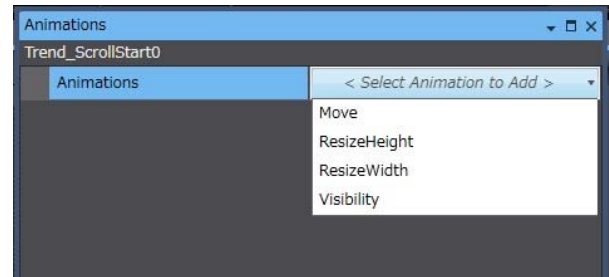 Animations
Trend_ScrollStart0
Animations < Select Animation to Add >
Move
ResizeHeight
ResizeWidth
Visibility